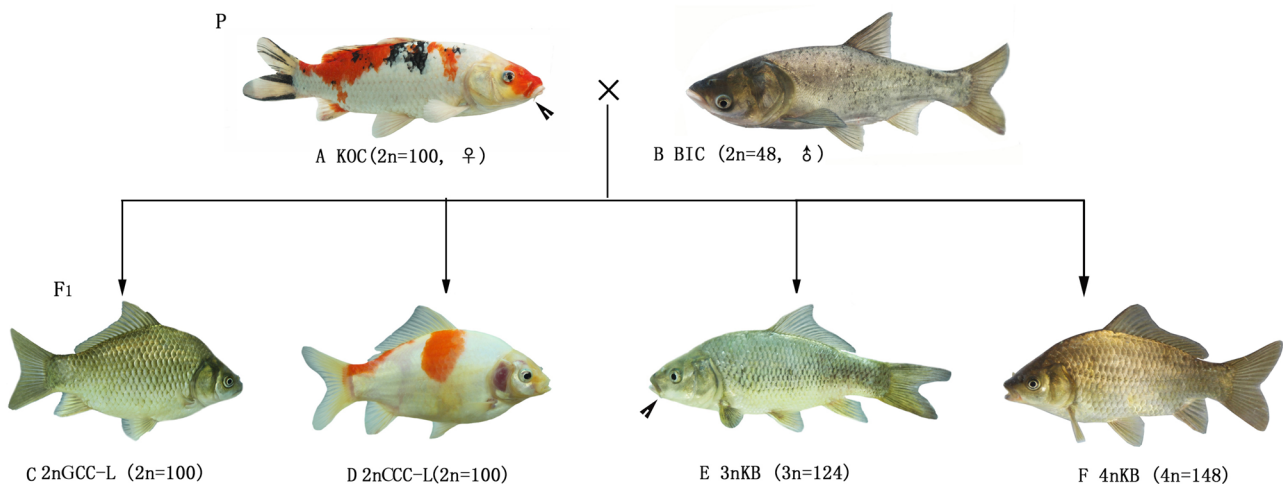 P
A KOC(2n=100, ♀)
B BIC (2n=48, ♂)
F1
C 2nGCC-L (2n=100)
D 2nCCC-L(2n=100)
E 3nKB (3n=124)
F 4nKB (4n=148)